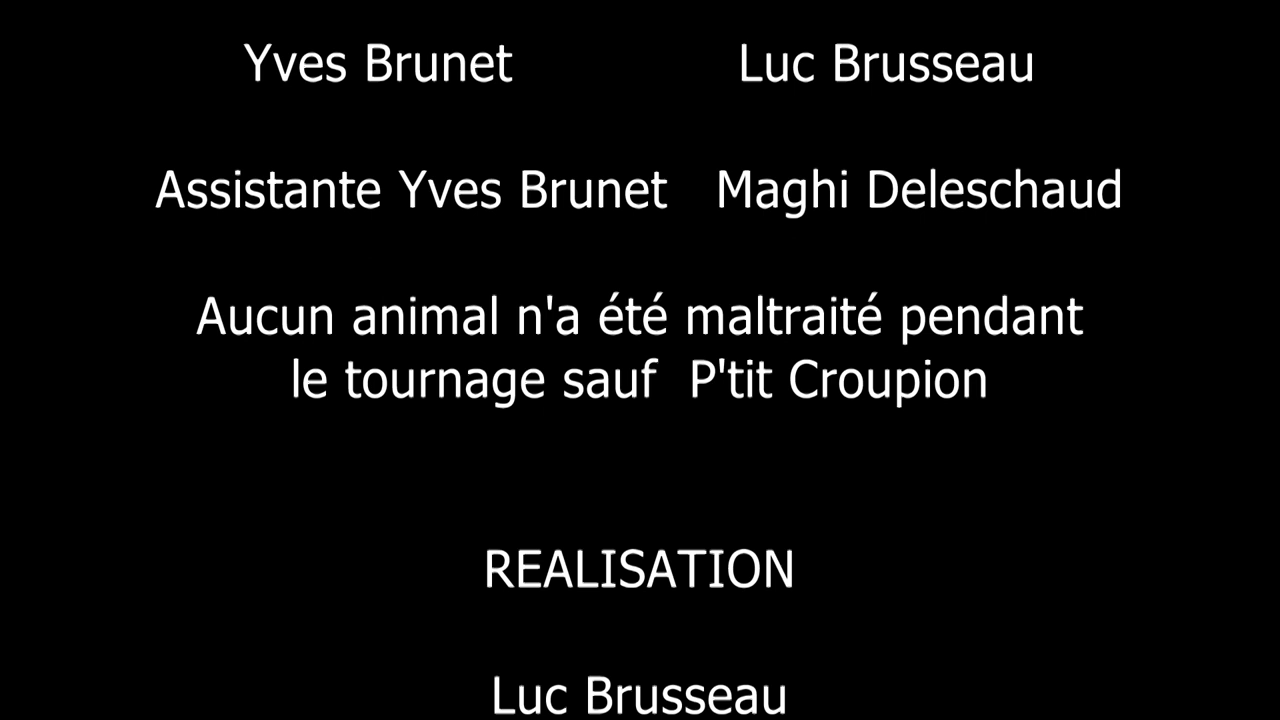 Yves Brunet Luc Brusseau
Assistante Yves Brunet Maghi Deleschaud
Aucun animal n'a été maltraité pendant
le tournage sauf P'tit Croupion
REALISATION
Luc Brusseau